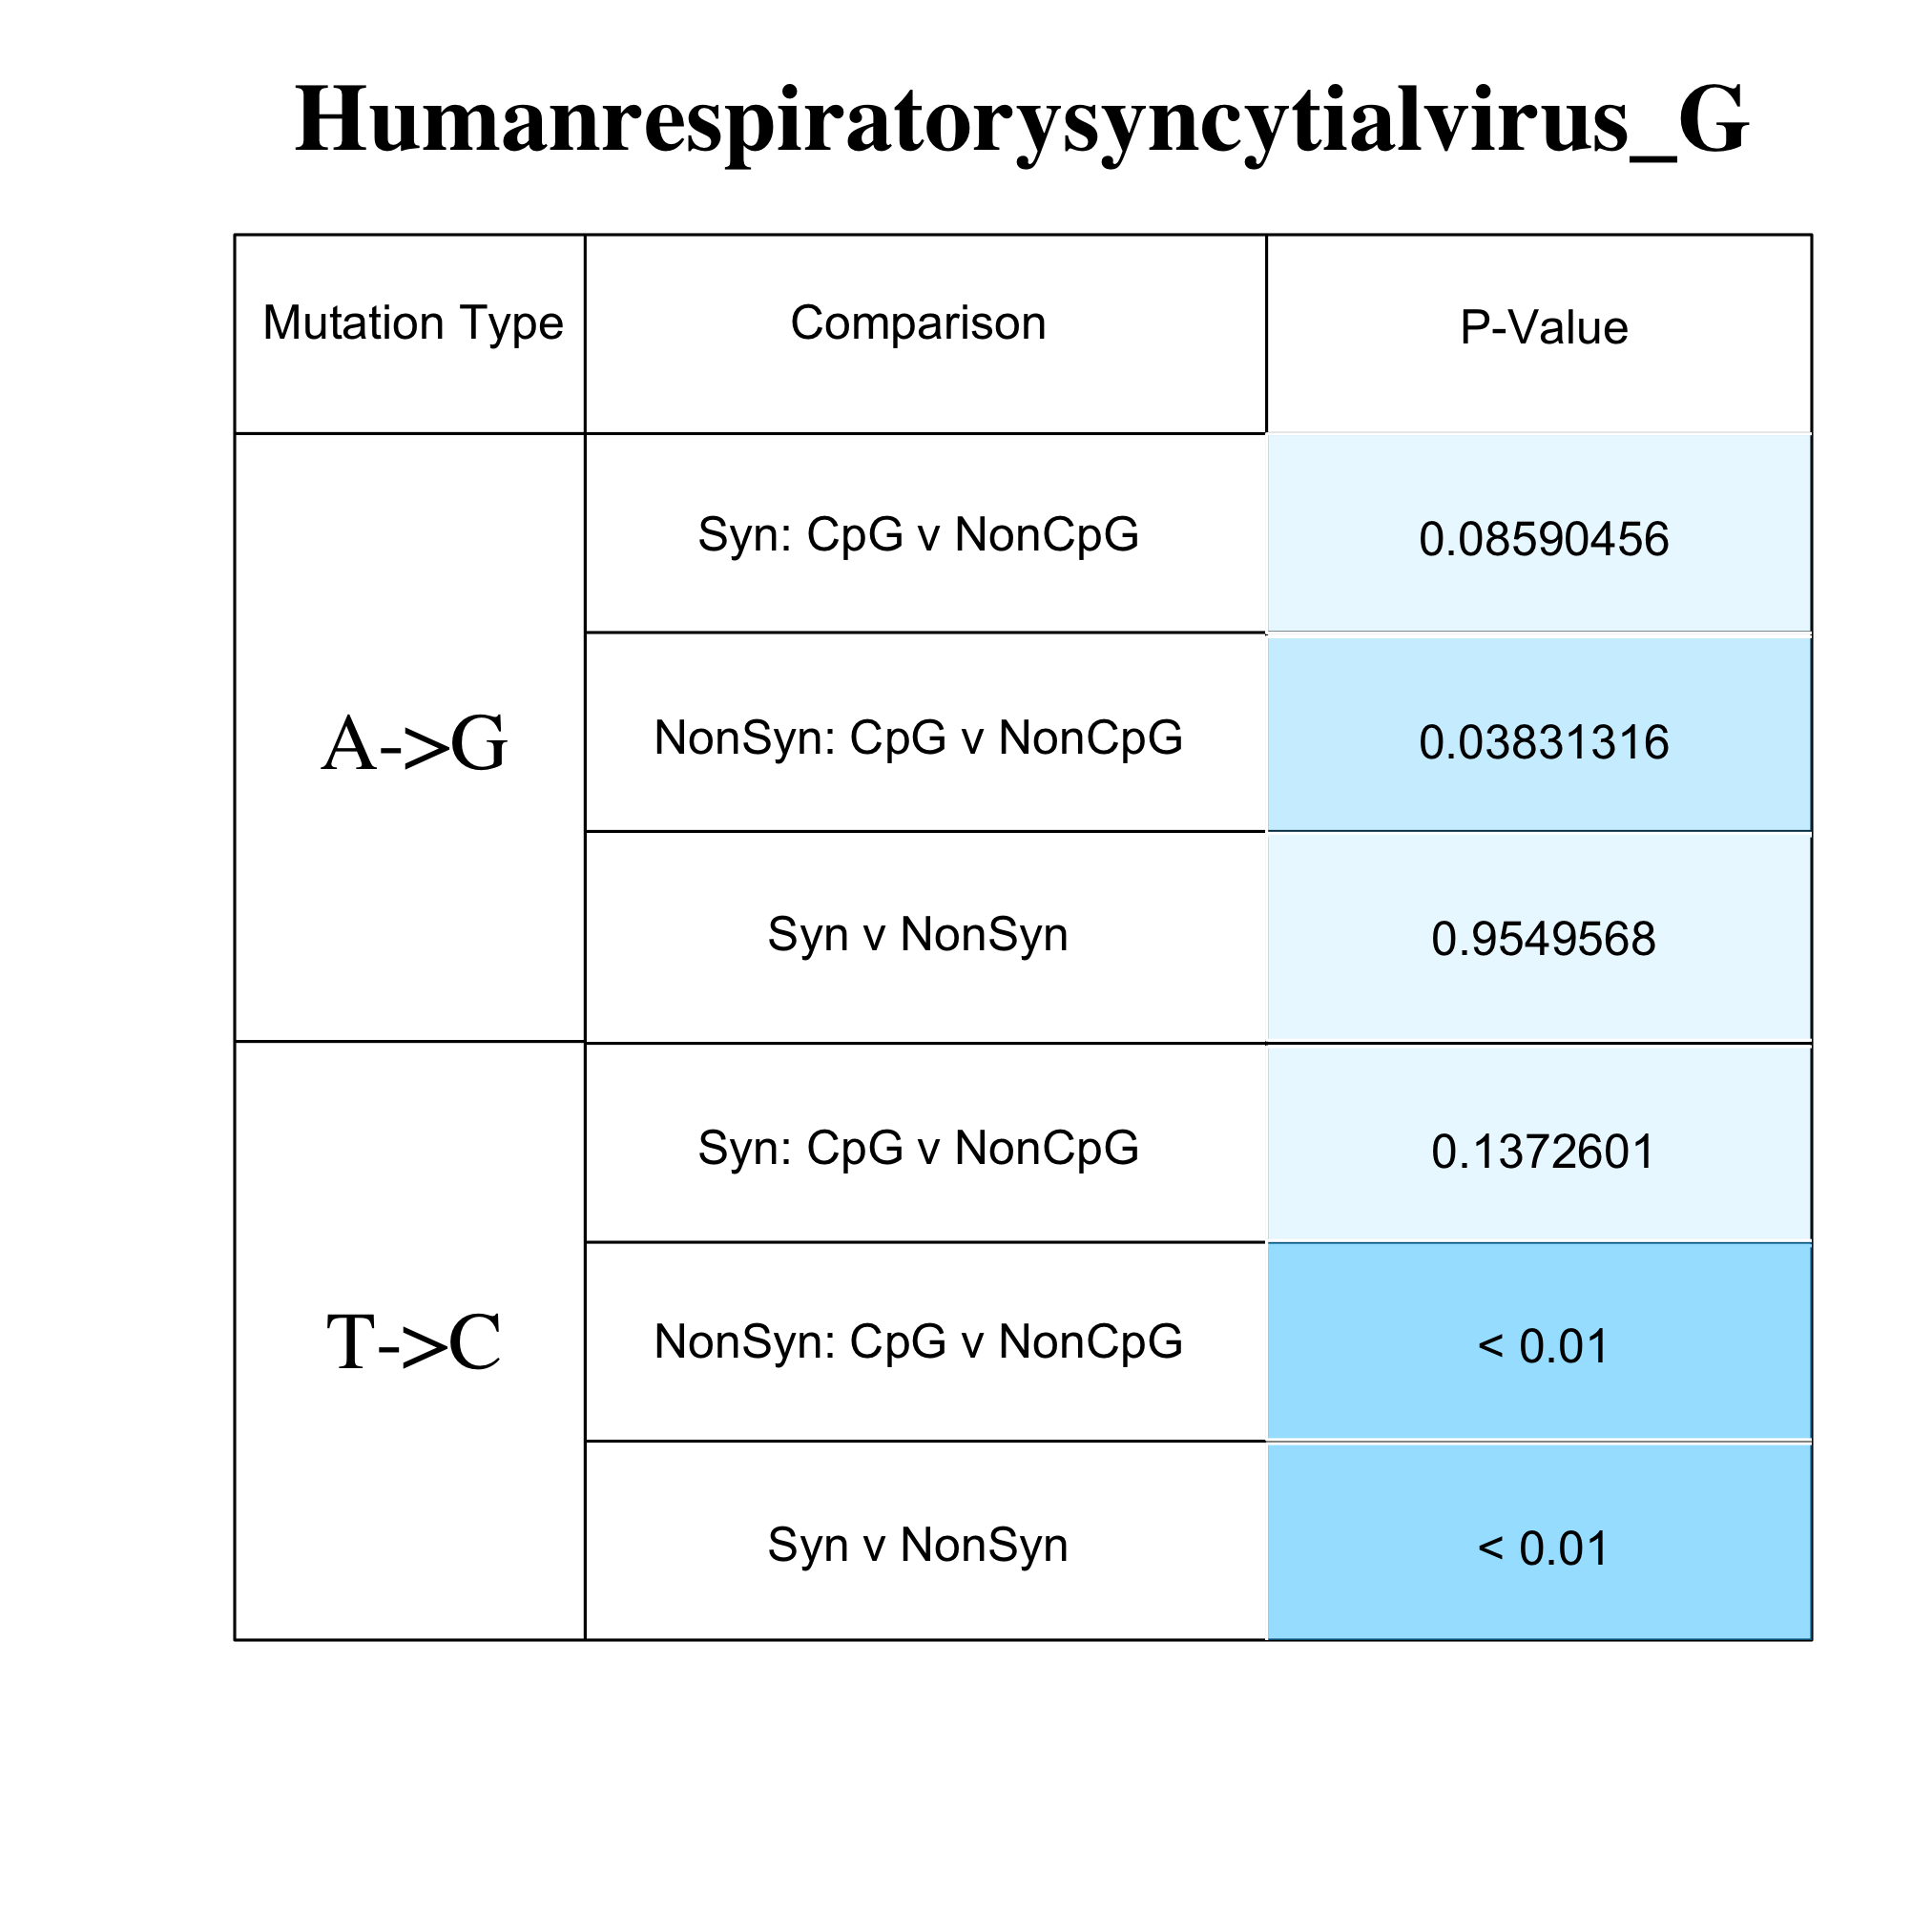 Humanrespiratorysyncytialvirus_G
Mutation Type Comparison P-Value
A->G
Syn: CpG v NonCpG 0.08590456
NonSyn: CpG v NonCpG 0.03831316
Syn v NonSyn 0.9549568
T->C
Syn: CpG v NonCpG 0.1372601
NonSyn: CpG v NonCpG < 0.01
Syn v NonSyn < 0.01